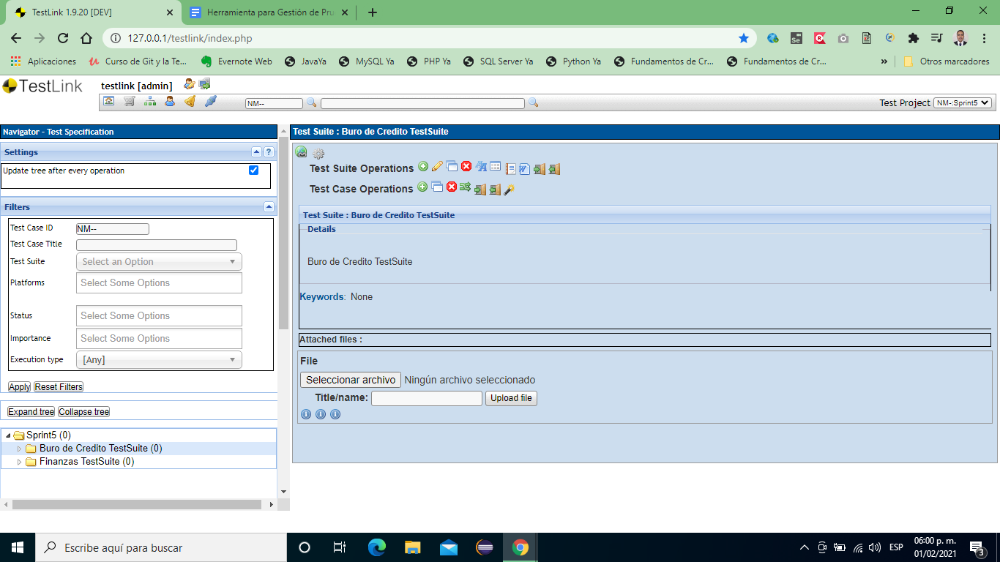 TestLink 1.9.20 [DEV]
Herramienta para Gestión de Pru
127.0.0.1/testlink/index.php
Aplicaciones
Curso de Git y la Te...
Evernote Web
JavaYa
MySQL Ya
PHP Ya
SQL Server Ya
Python Ya
Fundamentos de Cr...
Fundamentos de Cr...
»
Otros marcadores
TestLink
testlink [admin]
NM--
Test Project
NM-:Sprint5
Navigator - Test Specification
Settings
?
Update tree after every operation
Filters
Test Case ID
NM--
Test Case Title
Test Suite
Select an Option
Platforms
Select Some Options
Status
Select Some Options
Importance
Select Some Options
Execution type
[Any]
Apply
Reset Filters
Expand tree
Collapse tree
Sprint5 (0)
Buro de Credito TestSuite (0)
Finanzas TestSuite (0)
Test Suite : Buro de Credito TestSuite
Test Suite Operations
Test Case Operations
Test Suite : Buro de Credito TestSuite
Details
Buro de Credito TestSuite
Keywords: None
Attached files :
File
Seleccionar archivo
Ningún archivo seleccionado
Title/name:
Upload file
Escribe aquí para buscar
ESP
06:00 p. m.
01/02/2021
3